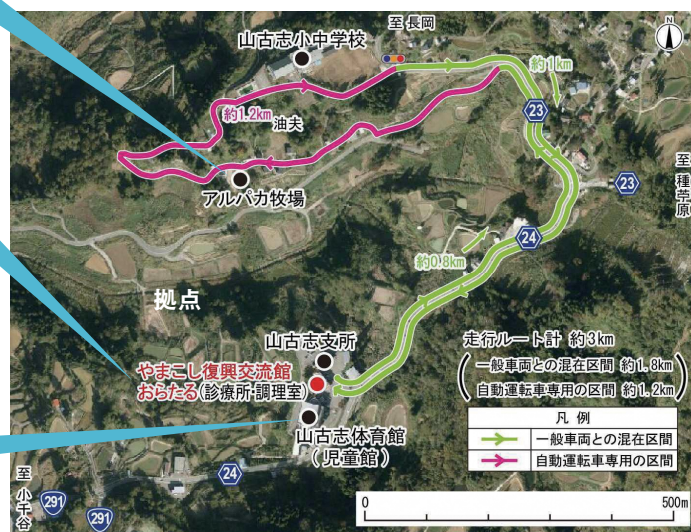 至 長岡
N
山古志小中学校
約1km
約1.2km
油夫
23
至 種苧原
23
アルパカ牧場
24
約0.8km
拠点
山古志支所
走行ルート計 約3km
やまこし復興交流館
おらたる(診療所・調理室)
(一般車両との混在区間 約1.8km
自動運転車専用の区間 約1.2km)
山古志体育館
(児童館)
凡 例
一般車両との混在区間
自動運転車専用の区間
至 小千谷
24
291
291
0
500m